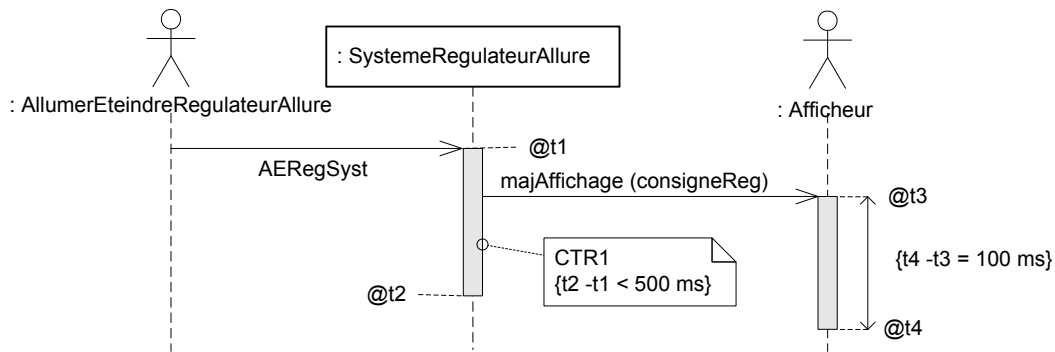 : SystemeRegulateurAllure
: AllumerEteindreRegulateurAllure
: Afficheur
@t1
AERegSyst
majAffichage (consigneReg)
@t3
CTR1
{t2 -t1 < 500 ms}
{t4 -t3 = 100 ms}
@t2
@t4